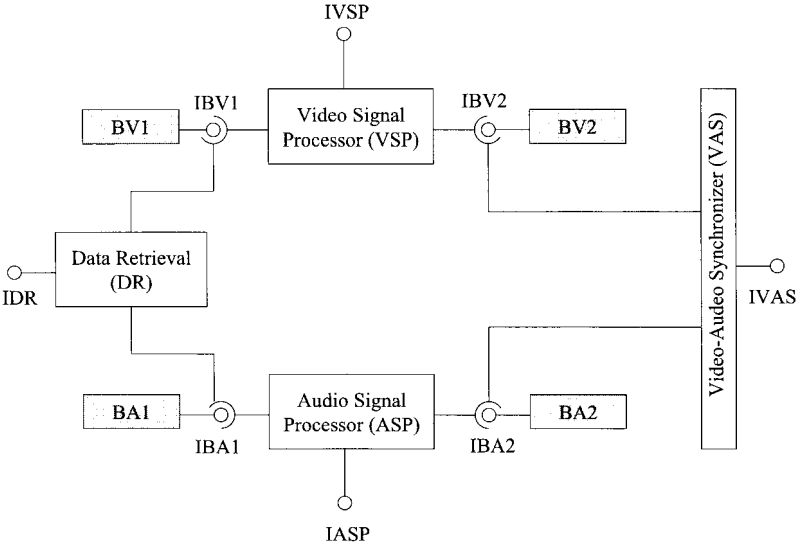 IVSP
IBV1
IBV2
BV1
Video Signal
Processor (VSP)
BV2
Data Retrieval
(DR)
IDR
Video-Audeo Synchronizer (VAS)
IVAS
BA1
Audio Signal
Processor (ASP)
BA2
IBA1
IBA2
IASP